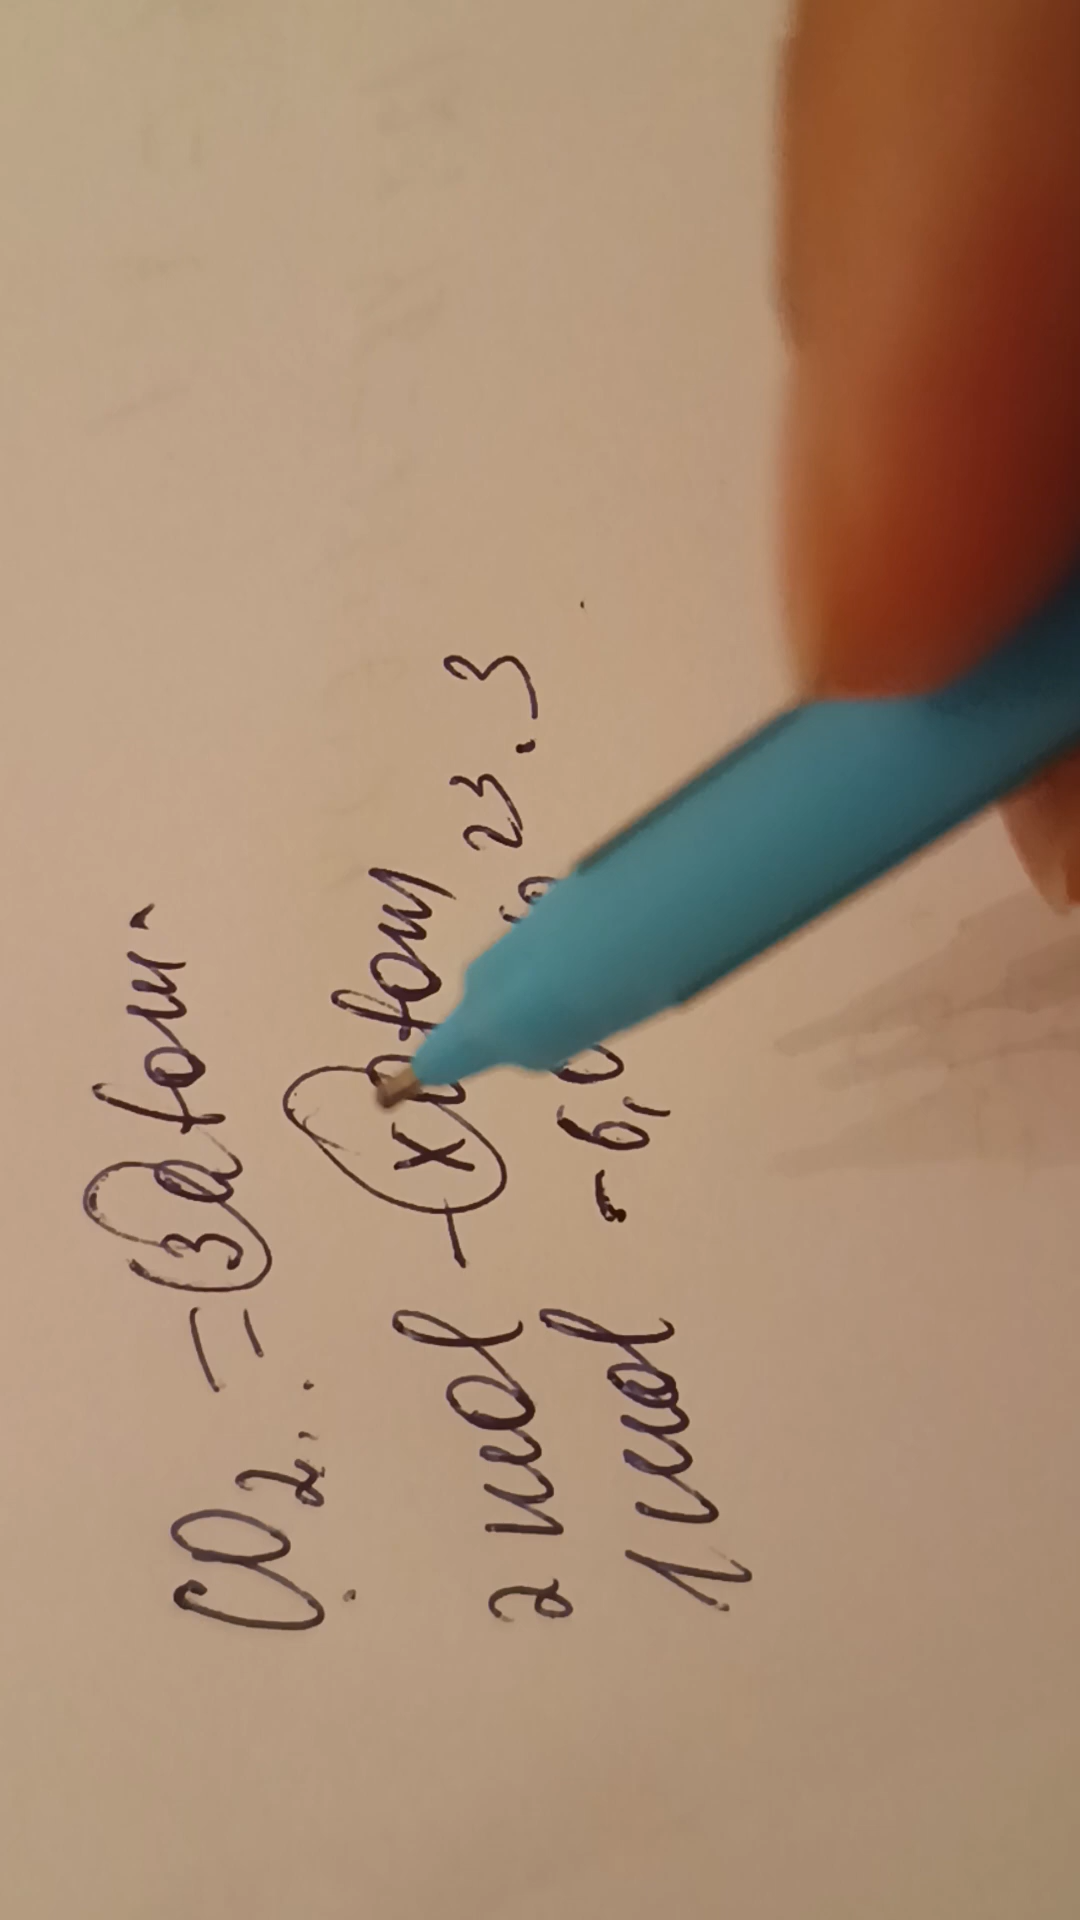 CO2 = 3 atom
2 mol - x atom
1 mol - 6,0 23 . 3